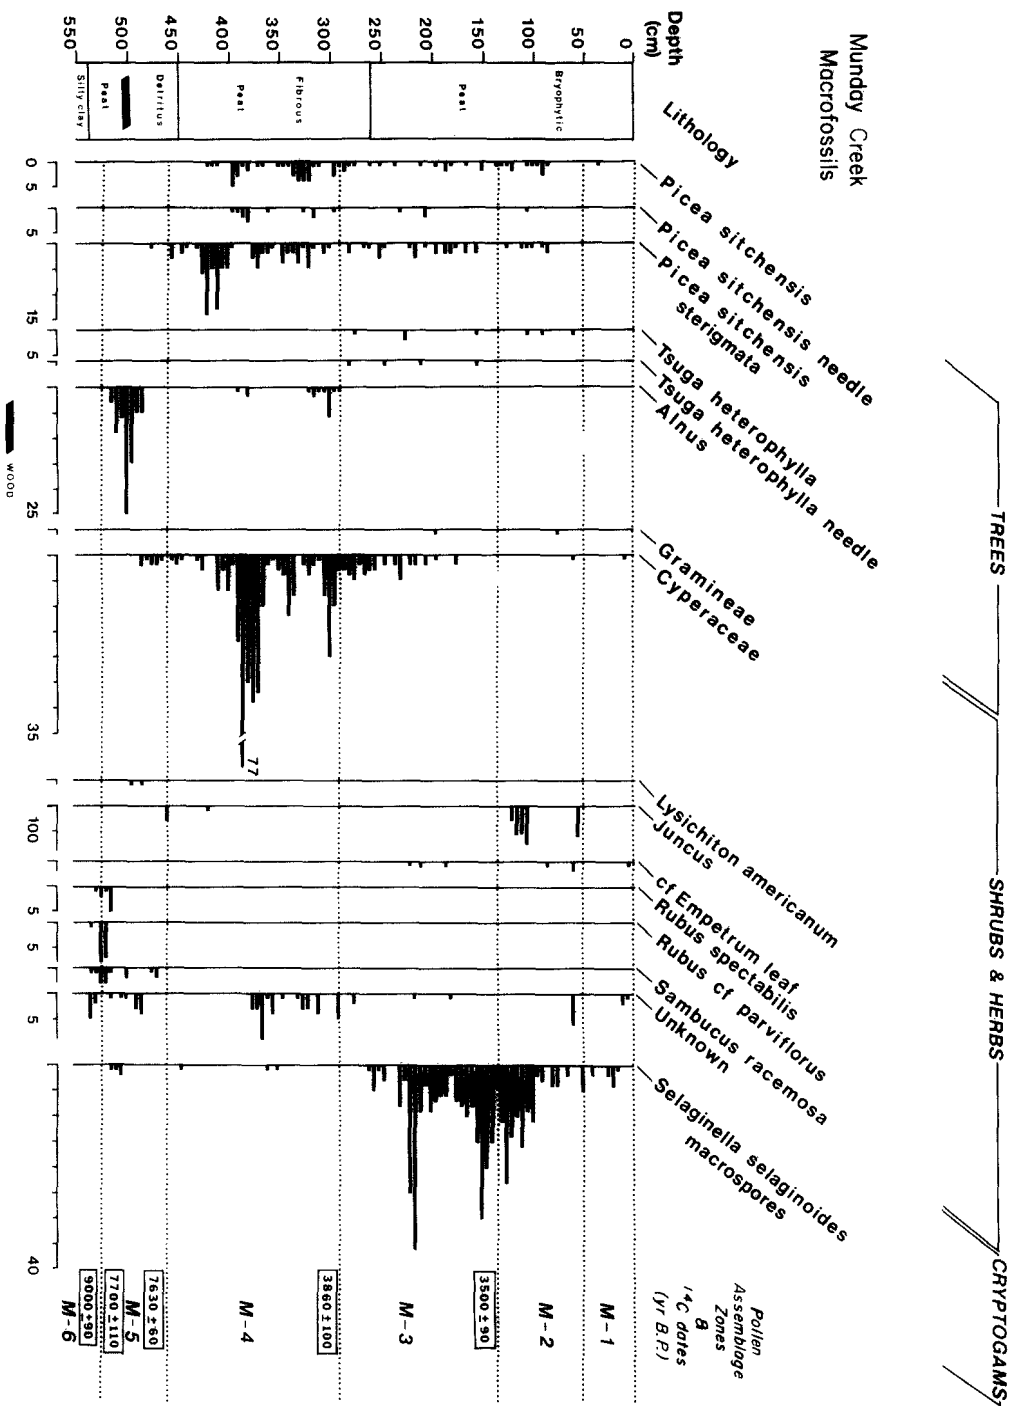 Munday Creek
Macrofossils
Depth
(cm)
0
50
100
150
200
250
300
350
400
450
500
550
Lithology
Bryophytic
Peat
Fibrous
Peat
Detritus
Peat
Silty clay
Picea sitchensis
Picea sitchensis needle
Picea sitchensis
sterigmata
Tsuga heterophylla
Tsuga heterophylla needle
Alnus
Gramineae
Cyperaceae
Lysichiton americanum
Juncus
cf Empetrum leaf
Rubus spectabilis
Rubus cf parviflorus
Sambucus racemosa
Unknown
Selaginella selaginoides
macrospores
TREES
SHRUBS & HERBS
CRYPTOGAMS
Pollen
Assemblage
Zones
&
14C dates
(yr B.P.)
M-1
M-2
3500 ± 90
M-3
3860 ± 100
M-4
7630 ± 60
M-5
7700 ± 110
9000 ± 90
M-6
77
0
5
5
15
5
25
35
100
5
5
5
40
WOOD